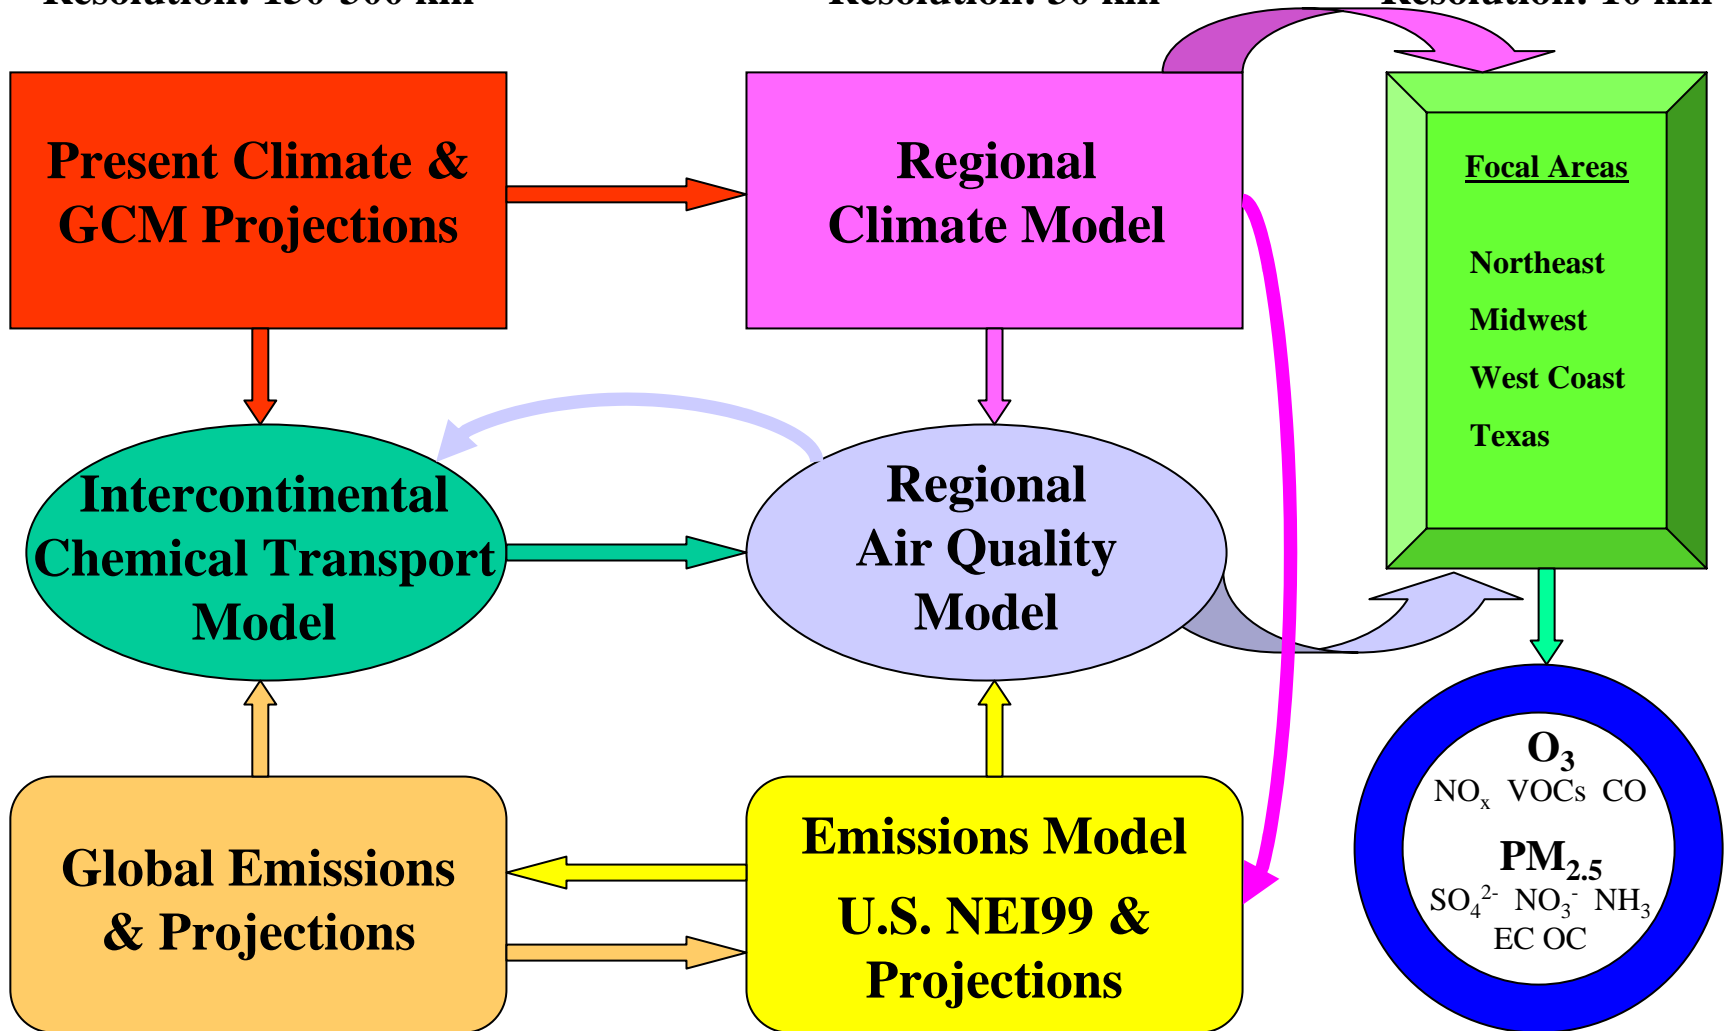 Present Climate &
GCM Projections
Regional
Climate Model
Focal Areas
Northeast
Midwest
West Coast
Texas
Intercontinental
Chemical Transport
Model
Regional
Air Quality
Model
Global Emissions
& Projections
Emissions Model
U.S. NEI99 &
Projections
O₃
NOₓ VOCs CO
PM₂.₅
SO₄²⁻ NO₃⁻ NH₃
EC OC